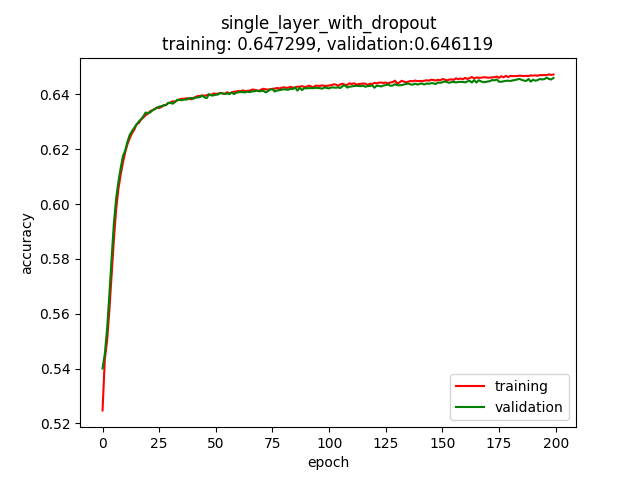 single_layer_with_dropout
training: 0.647299, validation:0.646119
accuracy
0.64
0.62
0.60
0.58
0.56
0.54
0.52
training
validation
0 25 50 75 100 125 150 175 200
epoch